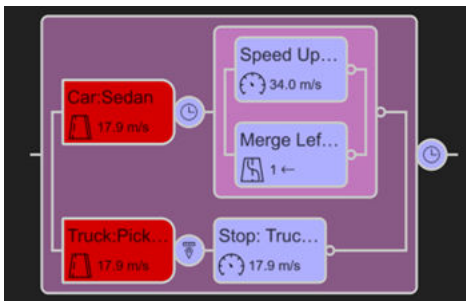 Speed Up...
34.0 m/s
Car:Sedan
17.9 m/s
Merge Lef...
1 ←
Truck:Pick...
17.9 m/s
Stop: Truc...
17.9 m/s